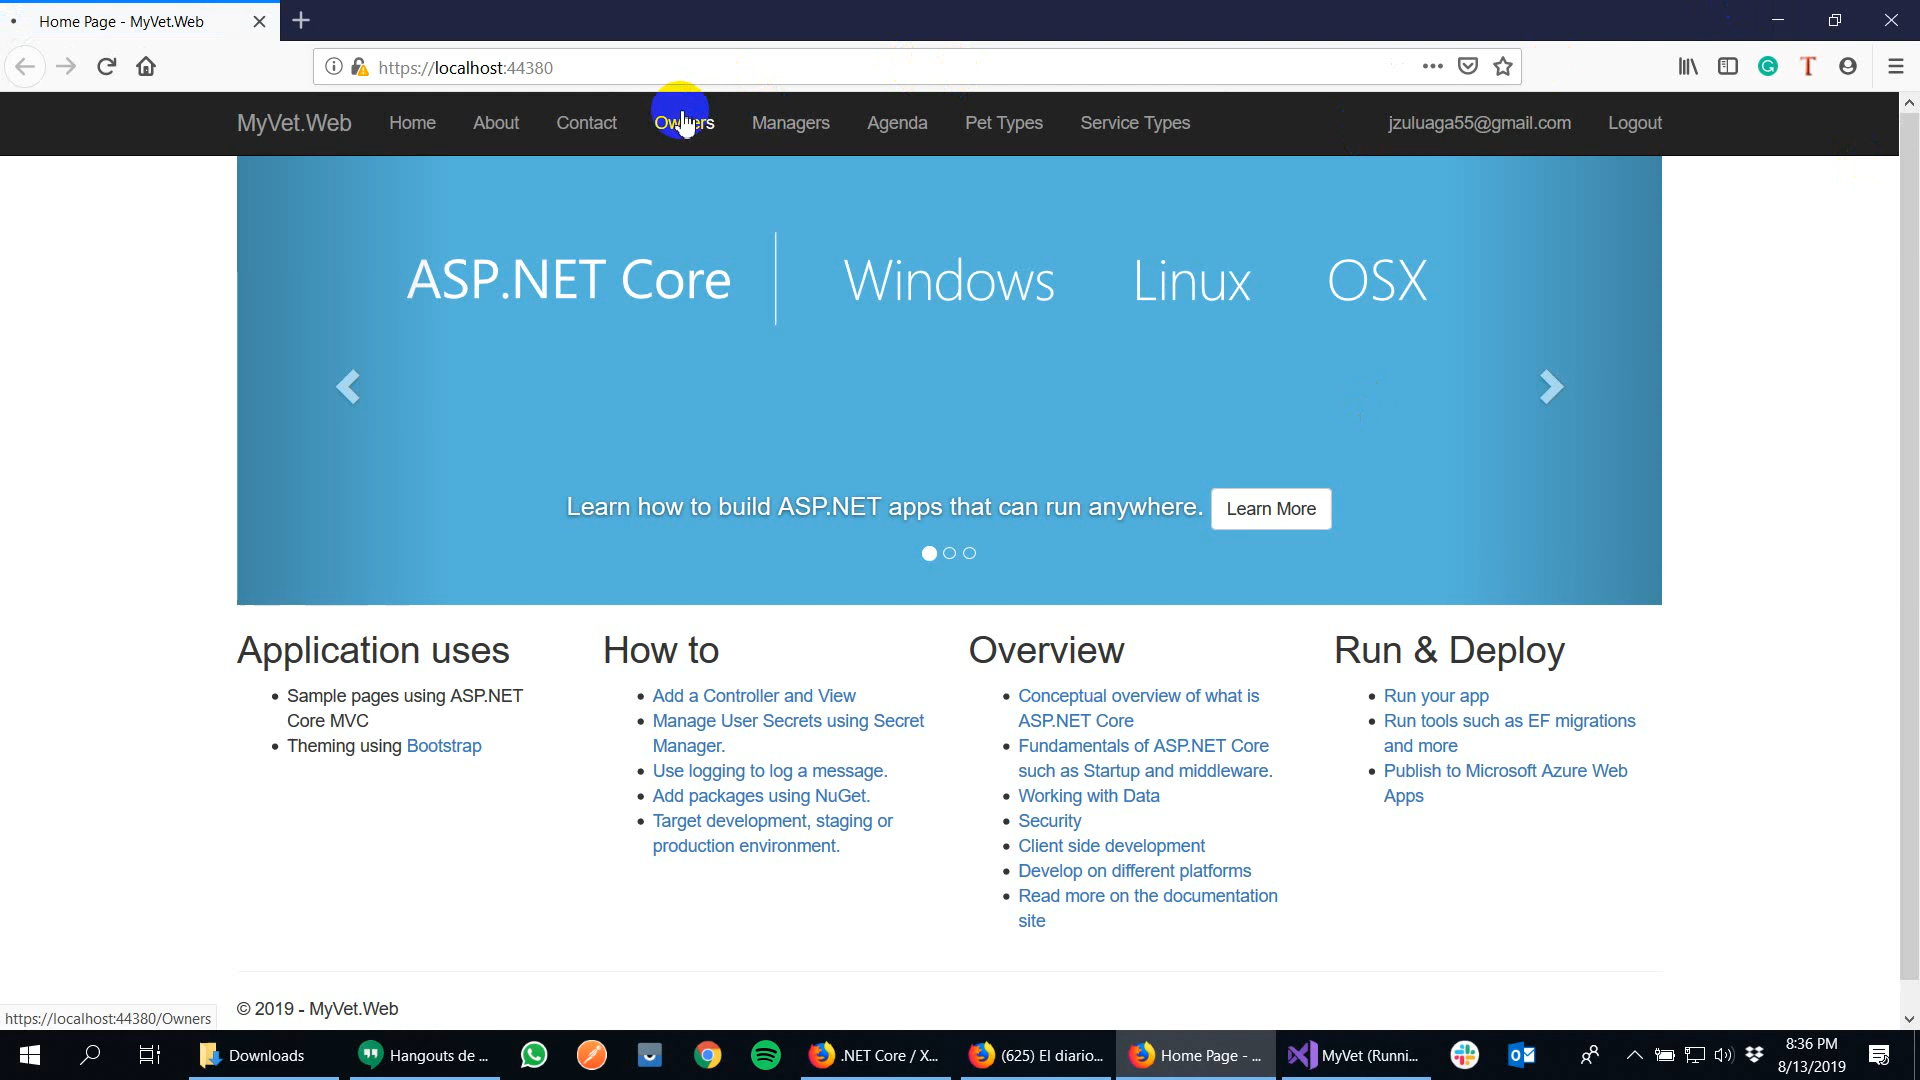 Home Page - MyVet.Web
https://localhost:44380
MyVet.Web Home About Contact Owners Managers Agenda Pet Types Service Types jzuluaga55@gmail.com Logout
ASP.NET Core Windows Linux OSX
Learn how to build ASP.NET apps that can run anywhere. Learn More
Application uses
Sample pages using ASP.NET
Core MVC
Theming using Bootstrap
How to
Add a Controller and View
Manage User Secrets using Secret
Manager.
Use logging to log a message.
Add packages using NuGet.
Target development, staging or
production environment.
Overview
Conceptual overview of what is
ASP.NET Core
Fundamentals of ASP.NET Core
such as Startup and middleware.
Working with Data
Security
Client side development
Develop on different platforms
Read more on the documentation
site
Run & Deploy
Run your app
Run tools such as EF migrations
and more
Publish to Microsoft Azure Web
Apps
© 2019 - MyVet.Web
https://localhost:44380/Owners
Downloads Hangouts de ... .NET Core / X... (625) El diario... Home Page - ... MyVet (Runni...
8:36 PM
8/13/2019